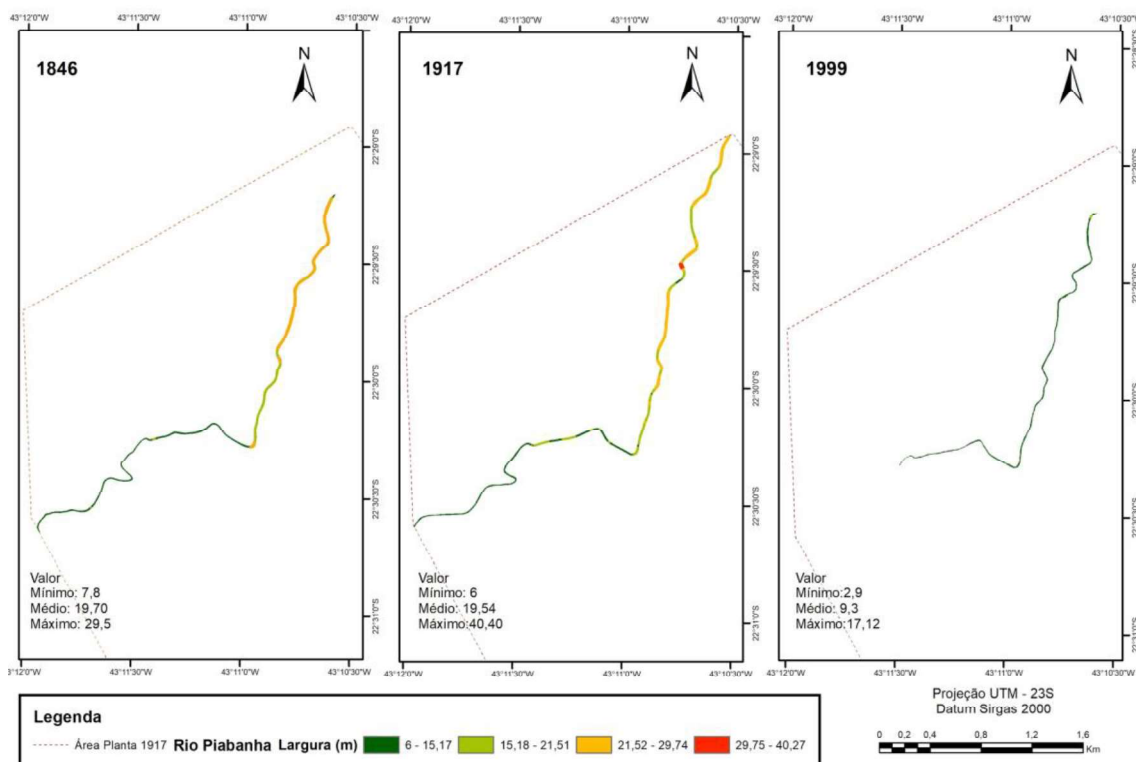 43°12'0"W 43°11'30"W 43°11'0"W 43°10'30"W
1846
N
22°29'0"S
22°29'30"S
22°30'0"S
22°30'30"S
22°31'0"S
Valor
Mínimo: 7,8
Médio: 19,70
Máximo: 29,5
43°11'30"W 43°11'0"W 43°10'30"W
43°12'0"W 43°11'30"W 43°11'0"W 43°10'30"W
1917
N
22°29'0"S
22°29'30"S
22°30'0"S
22°30'30"S
22°31'0"S
Valor
Mínimo: 6
Médio: 19,54
Máximo:40,40
43°12'0"W 43°11'30"W 43°11'0"W 43°10'30"W
43°12'0"W 43°11'30"W 43°11'0"W 43°10'30"W
1999
N
22°29'0"S
22°30'0"S
22°30'30"S
Valor
Mínimo:2,9
Médio: 9,3
Máximo:17,12
43°12'0"W 43°11'30"W 43°11'0"W 43°10'30"W
Legenda
Área Planta 1917 Rio Piabanha Largura (m) 6 - 15,17 15,18 - 21,51 21,52 - 29,74 29,75 - 40,27
Projeção UTM - 23S
Datum Sirgas 2000
0 0,2 0,4 0,8 1,2 1,6
Km